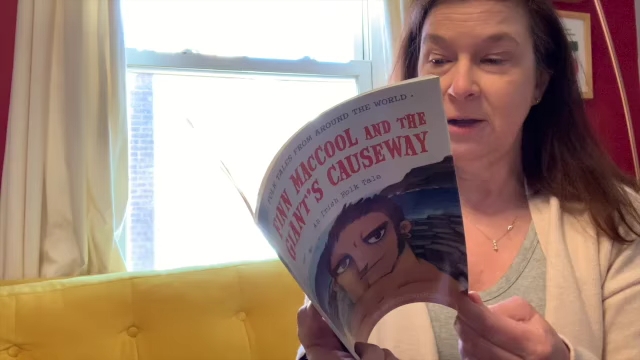 FOLK TALES FROM AROUND THE WORLD
FINN MACCOOL AND THE
GIANT'S CAUSEWAY
An Irish Folk Tale